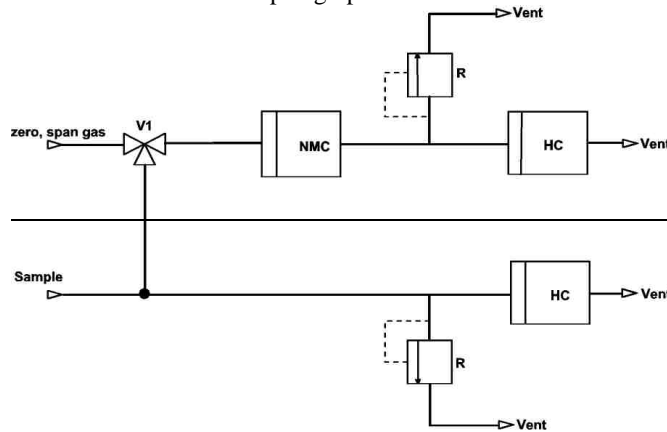 Vent
R
V1
zero, span gas
NMC
HC
Vent
Sample
HC
Vent
R
Vent